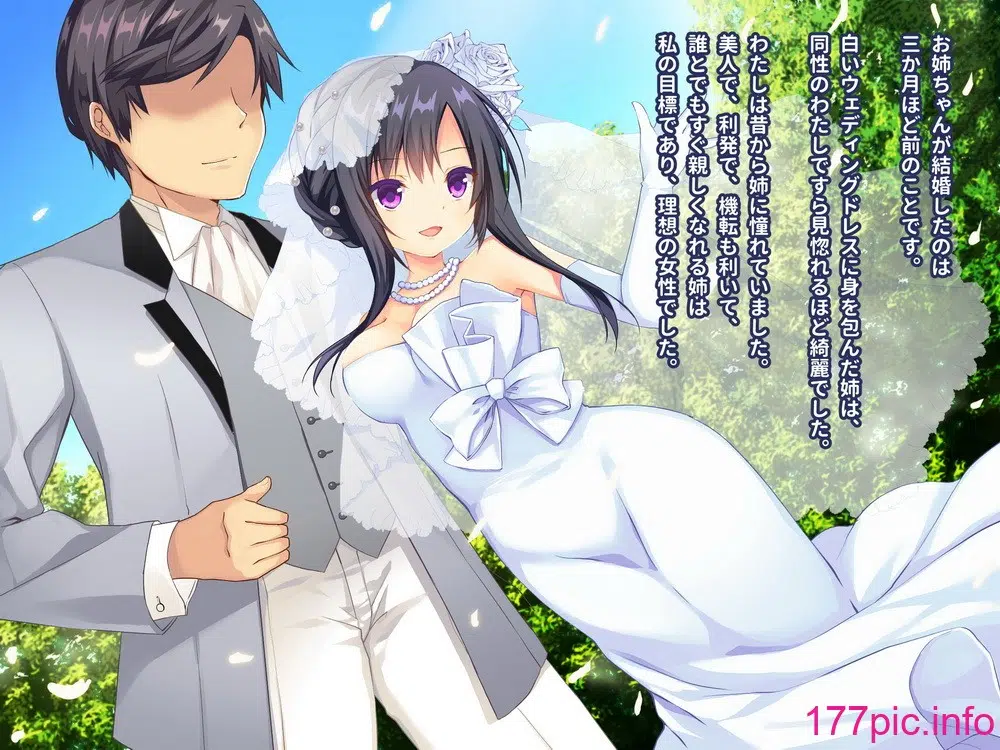 お姉ちゃんが結婚したのは
三か月ほど前のことです。
白いウェディングドレスに身を包んだ姉は、
同性のわたしですら見惚れるほど綺麗でした。
わたしは昔から姉に憧れていました。
美人で、利発で、機転も利いて、
誰とでもすぐ親しくなれる姉は
私の目標であり、理想の女性でした。
177pic.info